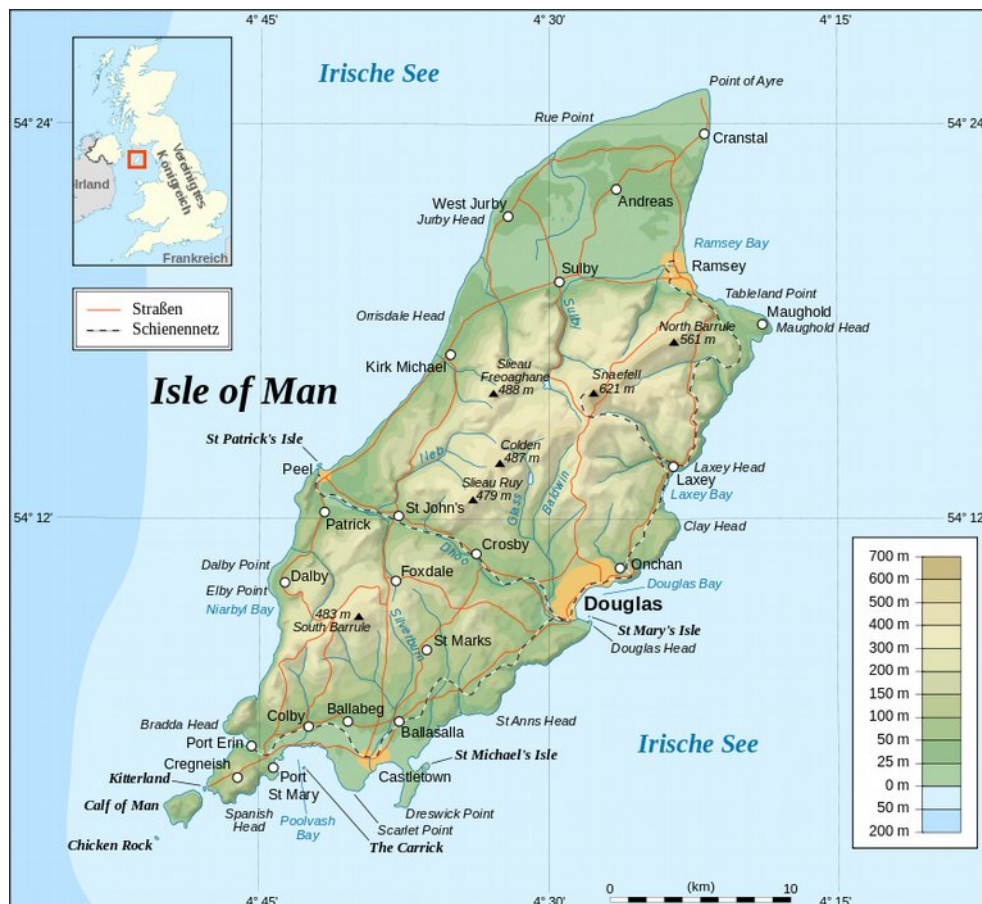 4° 45'
4° 30'
4° 15'
Irische See
Point of Ayre
Rue Point
54° 24'
54° 24'
Cranstal
Vereinigtes
Königreich
Irland
Frankreich
West Jurby
Jurby Head
Andreas
Ramsey Bay
Ramsey
Sulby
Tableland Point
Straßen
Schienennetz
Sulby
Orrisdale Head
Maughold
Maughold Head
North Barrule
561 m
Kirk Michael
Slieau
Freoaghane
488 m
Snaefell
621 m
Isle of Man
St Patrick's Isle
Peel
Neb
Colden
487 m
Slieau Ruy
479 m
Glass
Baldwin
Laxey Head
Laxey
Laxey Bay
54° 12'
54° 12'
Patrick
St John's
Clay Head
Dhoo
Crosby
Dalby Point
Dalby
Elby Point
Niarbyl Bay
Foxdale
Onchan
Douglas Bay
Douglas
St Mary's Isle
Douglas Head
483 m
South Barrule
Silverburn
St Marks
700 m
600 m
500 m
400 m
300 m
200 m
150 m
100 m
50 m
25 m
0 m
50 m
200 m
Bradda Head
Colby
Ballabeg
Ballasalla
St Anns Head
Port Erin
Cregneish
Irische See
St Michael's Isle
Kitterland
Port
St Mary
Castletown
Calf of Man
Spanish
Head
Poolvash
Bay
Dreswick Point
Scarlet Point
The Carrick
Chicken Rock
4° 45'
4° 30'
4° 15'
0
(km)
10